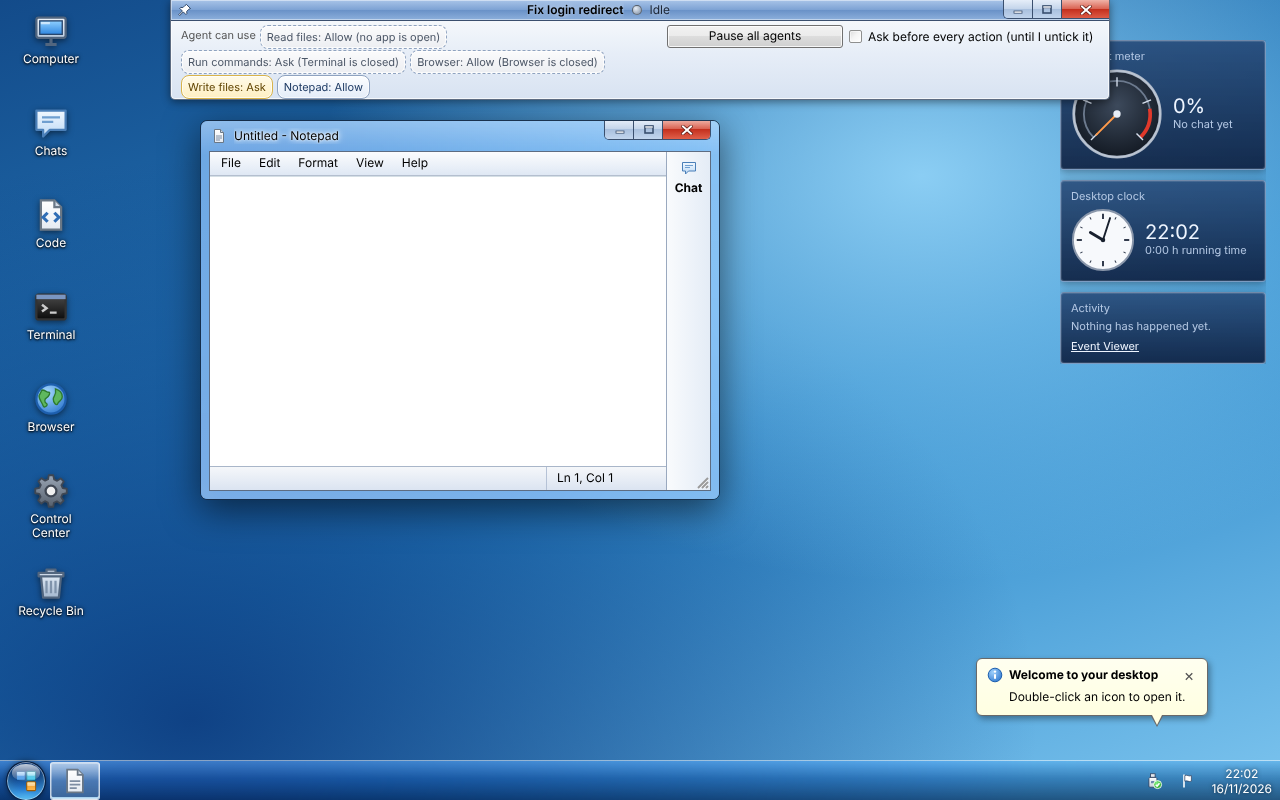 Fix login redirect Idle
Agent can use Read files: Allow (no app is open)
Run commands: Ask (Terminal is closed) Browser: Allow (Browser is closed)
Write files: Ask Notepad: Allow
Pause all agents Ask before every action (until I untick it)
Computer
Chats
Code
Terminal
Browser
Control
Center
Recycle Bin
Untitled - Notepad
File Edit Format View Help
Chat
Ln 1, Col 1
meter
0%
No chat yet
Desktop clock
22:02
0:00 h running time
Activity
Nothing has happened yet.
Event Viewer
Welcome to your desktop
Double-click an icon to open it.
22:02
16/11/2026